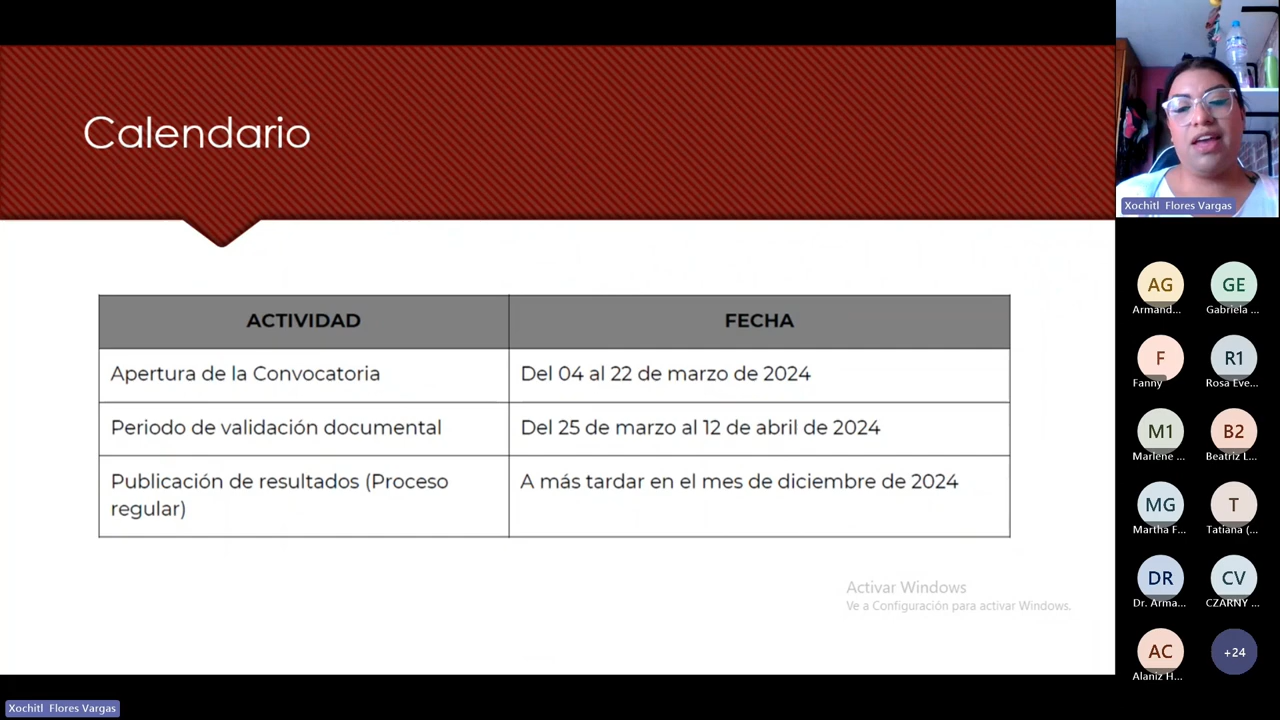 Calendario
ACTIVIDAD
FECHA
Apertura de la Convocatoria
Del 04 al 22 de marzo de 2024
Periodo de validación documental
Del 25 de marzo al 12 de abril de 2024
Publicación de resultados (Proceso
regular)
A más tardar en el mes de diciembre de 2024
Activar Windows
Ve a Configuración para activar Windows.
Xochitl Flores Vargas
AG
GE
Armand...
Gabriela ...
F
R1
Fanny
Rosa Eve...
M1
B2
Marlene ...
Beatriz L...
MG
T
Martha F...
Tatiana (...
DR
CV
Dr. Arma...
CZARNY ...
AC
+24
Alaniz H...
Xochitl Flores Vargas